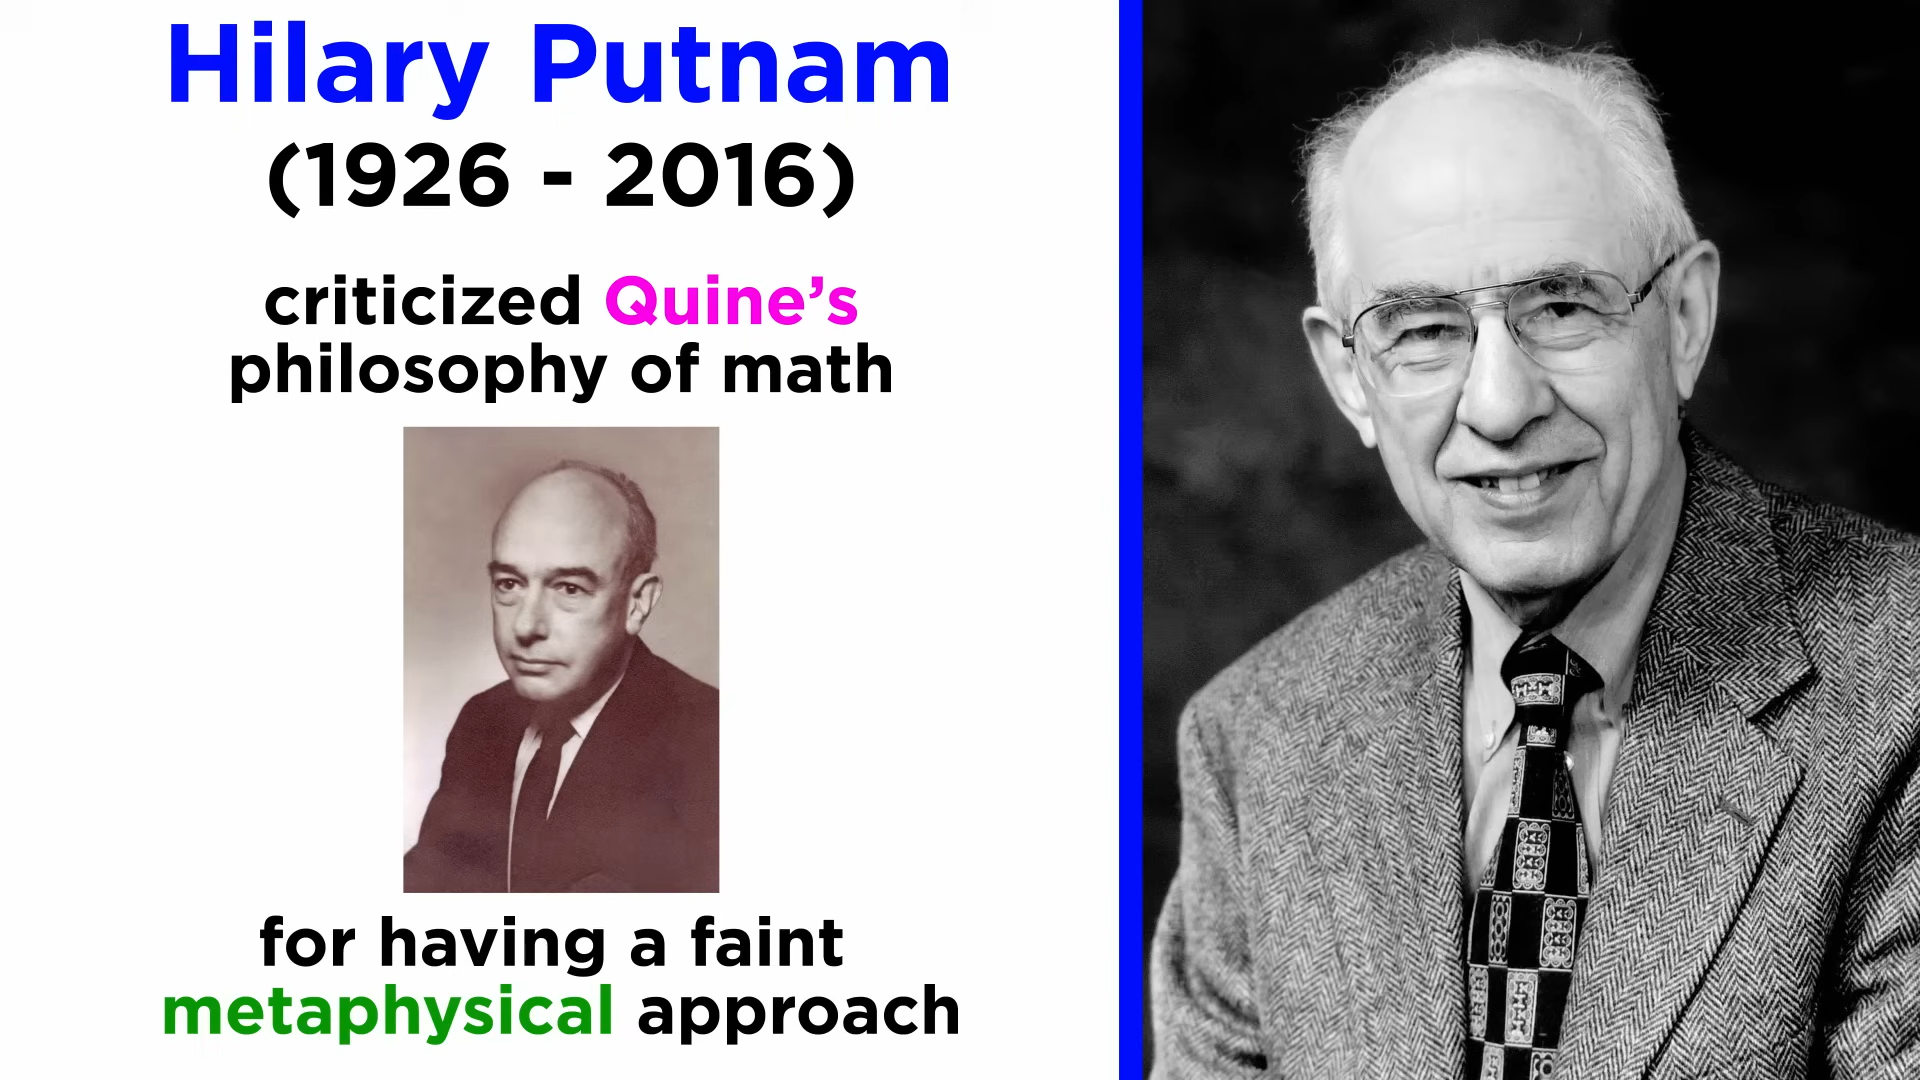 Hilary Putnam
(1926 - 2016)
criticized Quine’s
philosophy of math
for having a faint
metaphysical approach